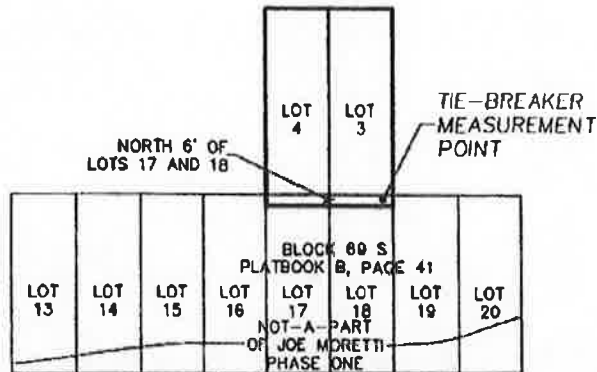 LOT
4
LOT
3
TIE-BREAKER
MEASUREMENT
POINT
NORTH 6' OF
LOTS 17 AND 18
BLOCK 69 S
PLATBOOK B, PAGE 41
LOT
13
LOT
14
LOT
15
LOT
16
LOT
17
LOT
18
LOT
19
LOT
20
NOT-A-PART
OF JOE MORETTI
PHASE ONE